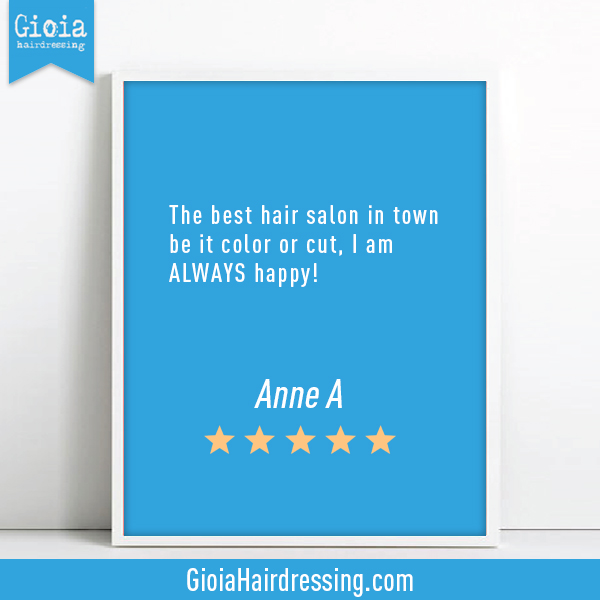 Gioia
hairdressing
The best hair salon in town
be it color or cut, I am
ALWAYS happy!
Anne A
GioiaHairdressing.com